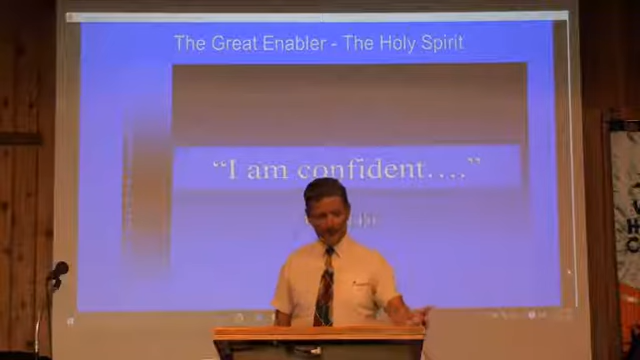 The Great Enabler - The Holy Spirit
“I am confident….”